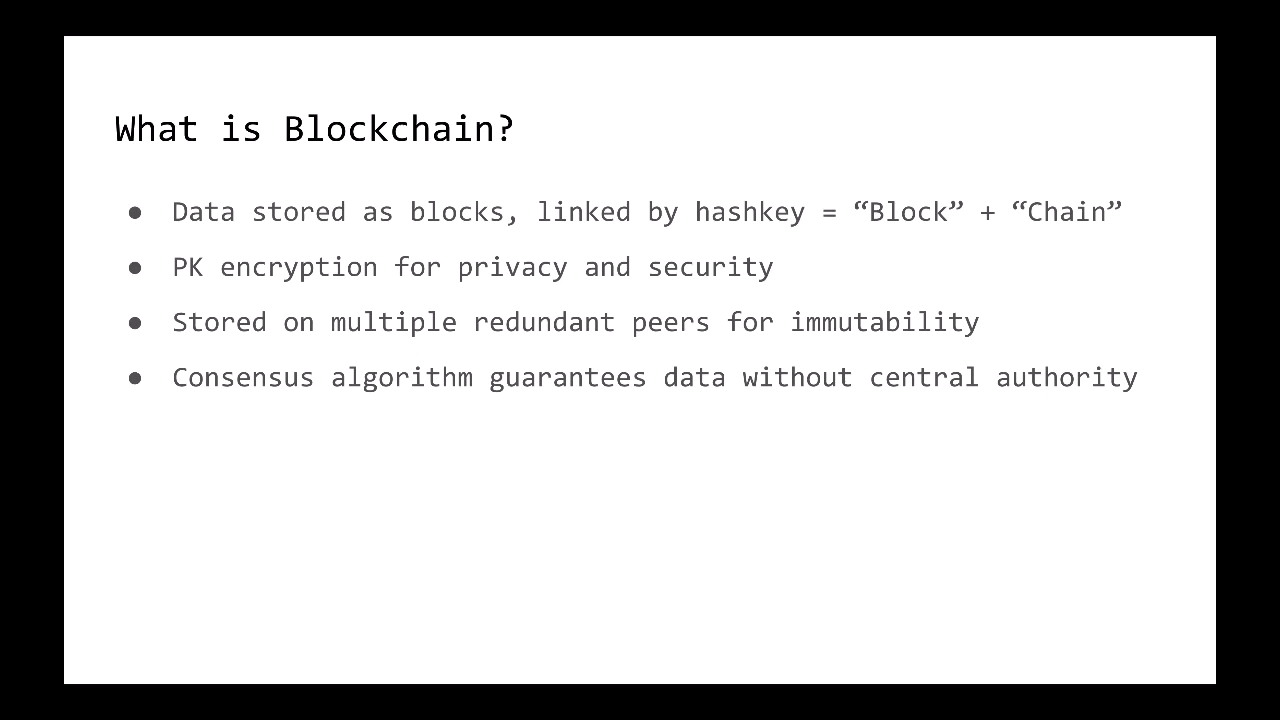 What is Blockchain?
● Data stored as blocks, linked by hashkey = “Block” + “Chain”
● PK encryption for privacy and security
● Stored on multiple redundant peers for immutability
● Consensus algorithm guarantees data without central authority